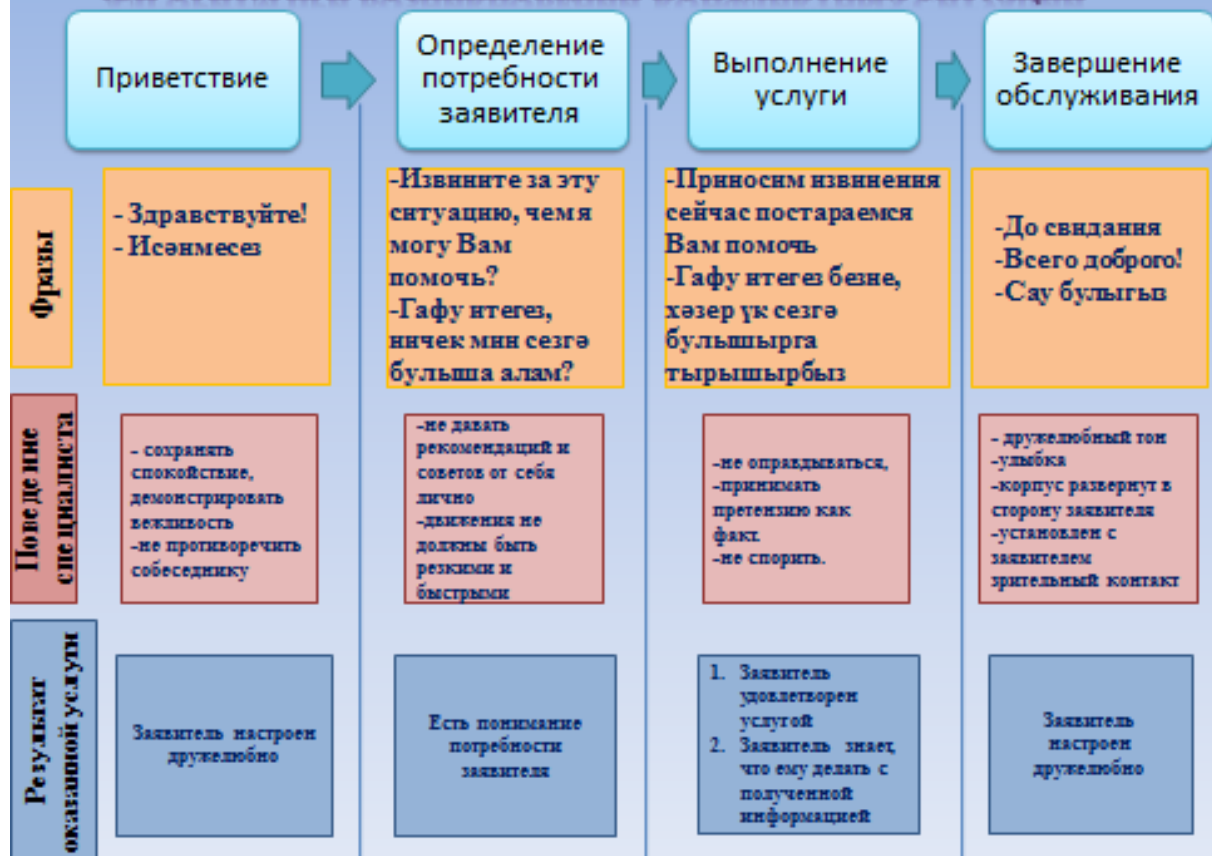 Приветствие
Определение
потребности
заявителя
Выполнение
услуги
Завершение
обслуживания
Фразы
- Здравствуйте!
- Исәнмесез
-Извините за эту
ситуацию, чем я
могу Вам
помочь?
-Гафу итегез,
ничек мин сезгә
булыша алам?
-Приносим извинения
сейчас постараемся
Вам помочь
-Гафу итегез безне,
хәзер үк сезгә
булышырга
тырышырбыз
-До свидания
-Всего доброго!
-Сау булыгыз
Поведение
специалиста
- сохранять
спокойствие,
демонстрировать
вежливость
-не противоречить
собеседнику
-не давать
рекомендаций и
советов от себя
лично
-движения не
должны быть
резкими и
быстрыми
-не оправдываться,
-принимать
претензию как
факт.
-не спорить.
- дружелюбный тон
-улыбка
-корпус развернут в
сторону заявителя
-установлен с
заявителем
зрительный контакт
Результат
оказанной услуги
Заявитель настроен
дружелюбно
Есть понимание
потребности
заявителя
1. Заявитель
удовлетворен
услугой
2. Заявитель знает,
что ему делать с
полученной
информацией
Заявитель
настроен
дружелюбно